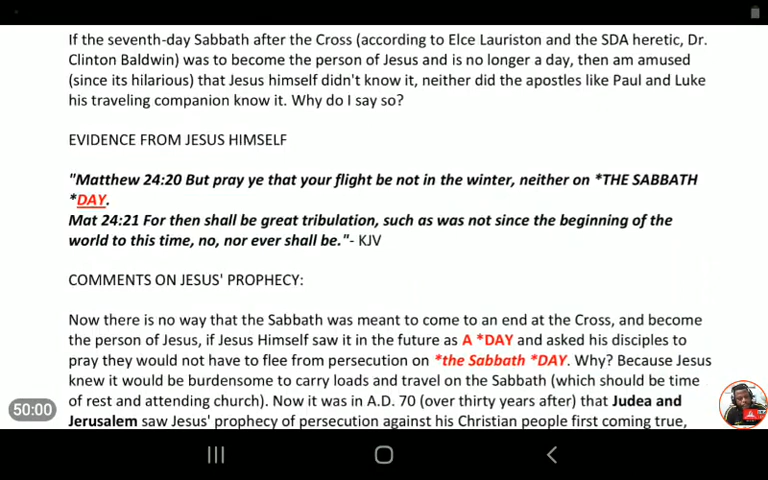 If the seventh-day Sabbath after the Cross (according to Elce Lauriston and the SDA heretic, Dr.
Clinton Baldwin) was to become the person of Jesus and is no longer a day, then am amused
(since its hilarious) that Jesus himself didn't know it, neither did the apostles like Paul and Luke
his traveling companion know it. Why do I say so?
EVIDENCE FROM JESUS HIMSELF
"Matthew 24:20 But pray ye that your flight be not in the winter, neither on *THE SABBATH
*DAY.
Mat 24:21 For then shall be great tribulation, such as was not since the beginning of the
world to this time, no, nor ever shall be."- KJV
COMMENTS ON JESUS' PROPHECY:
Now there is no way that the Sabbath was meant to come to an end at the Cross, and become
the person of Jesus, if Jesus Himself saw it in the future as A *DAY and asked his disciples to
pray they would not have to flee from persecution on *the Sabbath *DAY. Why? Because Jesus
knew it would be burdensome to carry loads and travel on the Sabbath (which should be time
of rest and attending church). Now it was in A.D. 70 (over thirty years after) that Judea and
Jerusalem saw Jesus' prophecy of persecution against his Christian people first coming true,
50:00